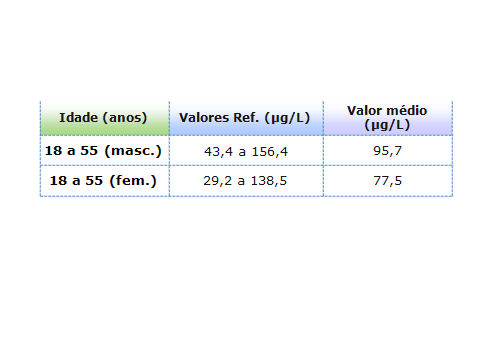 Idade (anos) Valores Ref. (µg/L) Valor médio
(µg/L)
18 a 55 (masc.) 43,4 a 156,4 95,7
18 a 55 (fem.) 29,2 a 138,5 77,5